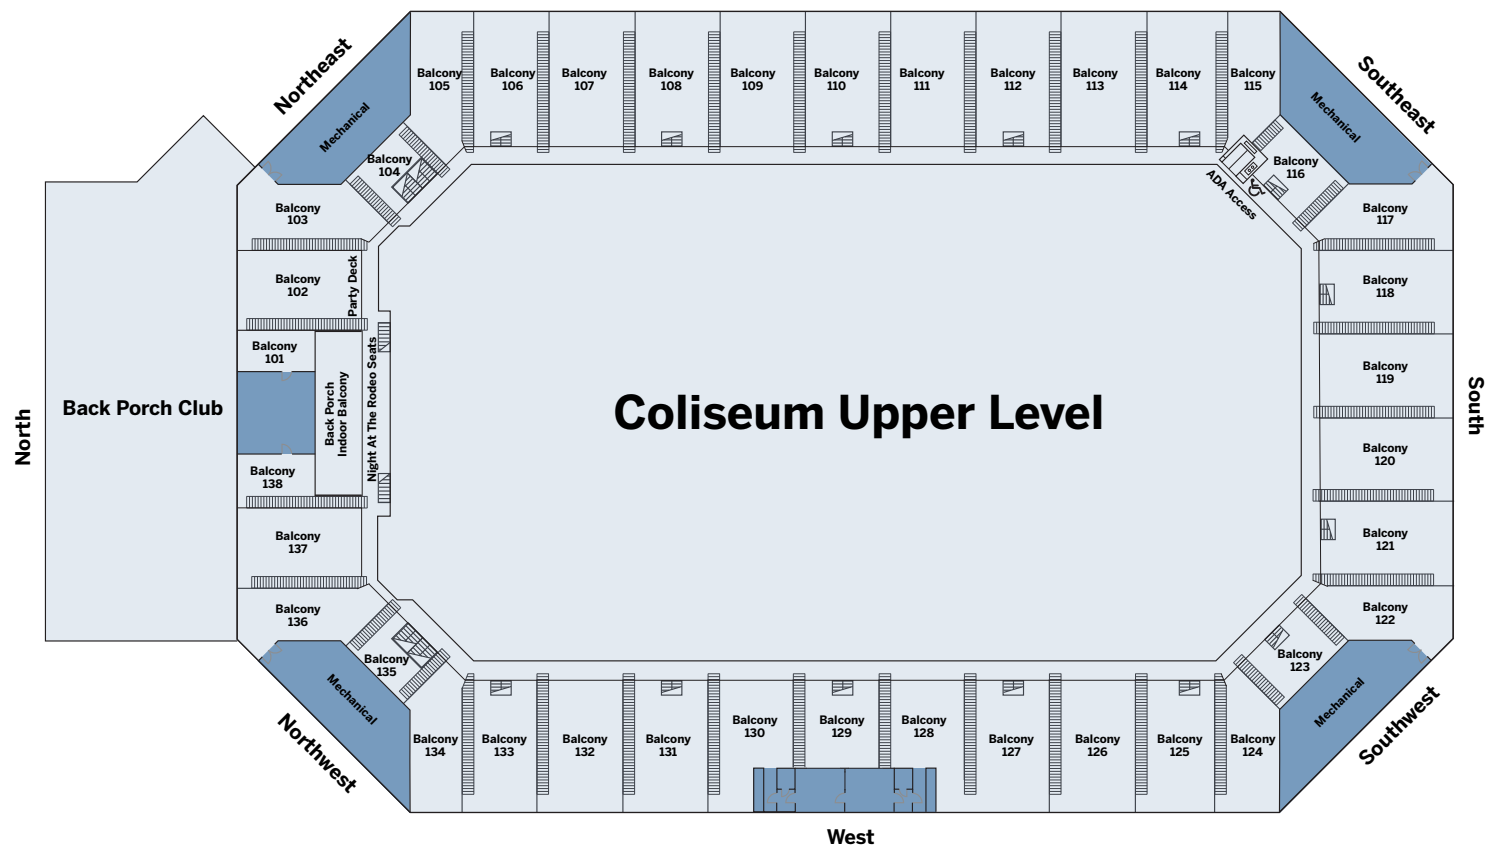 Northeast
Southeast
Mechanical
Mechanical
Balcony
105
Balcony
106
Balcony
107
Balcony
108
Balcony
109
Balcony
110
Balcony
111
Balcony
112
Balcony
113
Balcony
114
Balcony
115
Balcony
104
Balcony
116
ADA Access
Balcony
103
Balcony
117
Balcony
102
Party Deck
Balcony
118
Balcony
101
Balcony
119
North
Back Porch Club
Back Porch
Indoor Balcony
Night At The Rodeo Seats
Coliseum Upper Level
South
Balcony
138
Balcony
120
Balcony
137
Balcony
121
Balcony
136
Balcony
122
Balcony
135
Balcony
123
Mechanical
Mechanical
Northwest
Southwest
Balcony
134
Balcony
133
Balcony
132
Balcony
131
Balcony
130
Balcony
129
Balcony
128
Balcony
127
Balcony
126
Balcony
125
Balcony
124
West